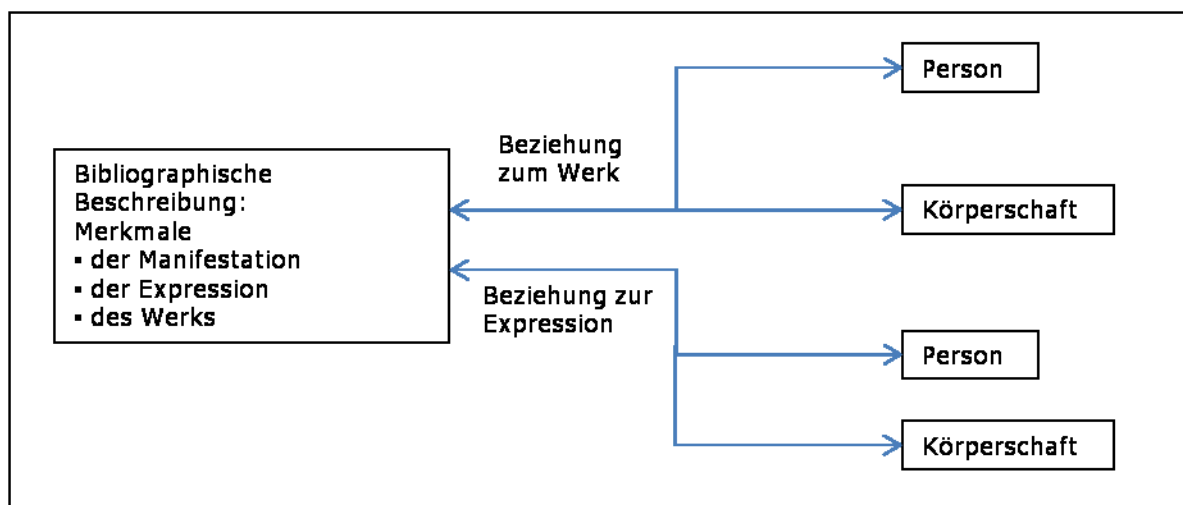 Bibliographische
Beschreibung:
Merkmale
▪ der Manifestation
▪ der Expression
▪ des Werks
Beziehung
zum Werk
Person
Körperschaft
Beziehung zur
Expression
Person
Körperschaft